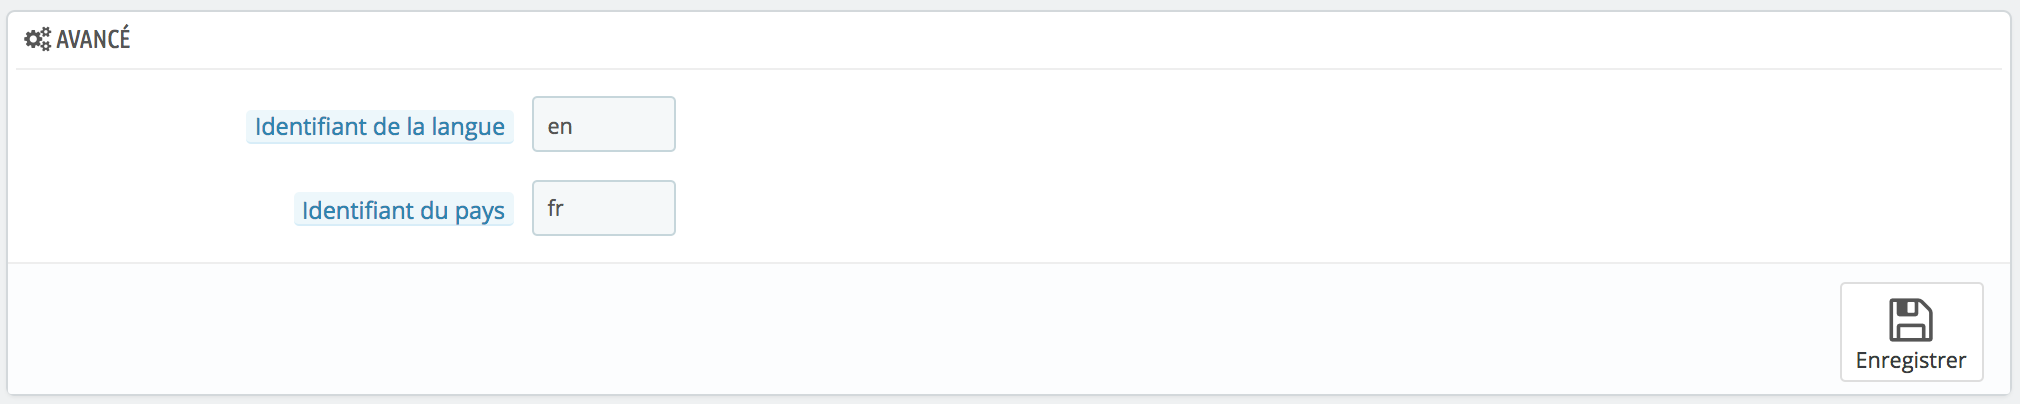 AVANCÉ
Identifiant de la langue en
Identifiant du pays fr
Enregistrer